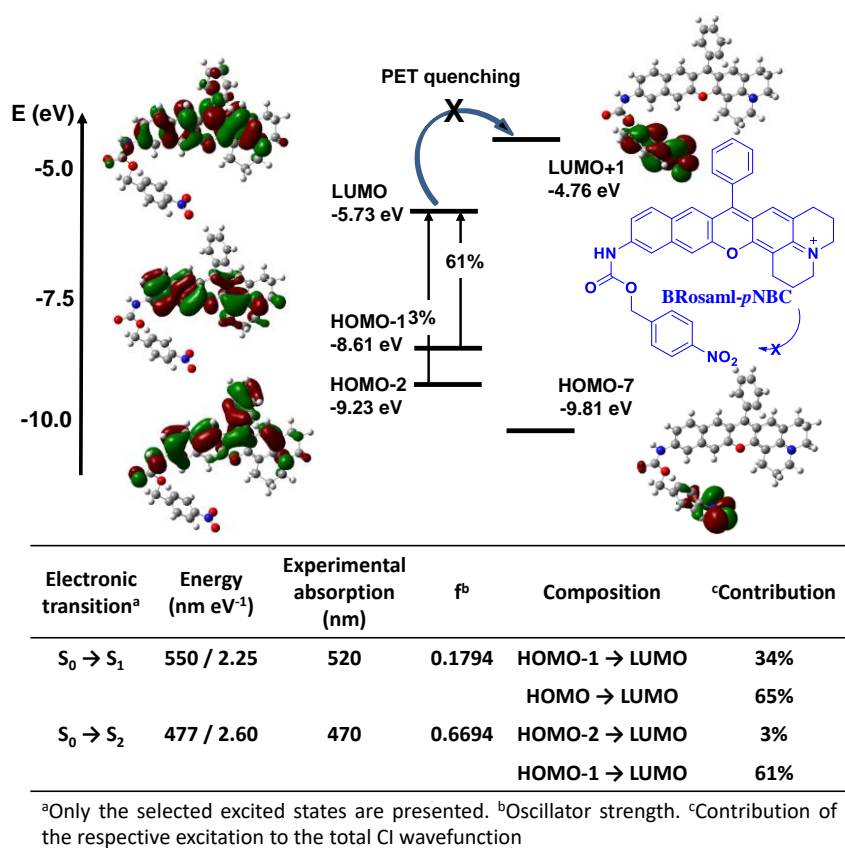 PET quenching
E (eV)
X
-5.0
LUMO
-5.73 eV
LUMO+1
-4.76 eV
61%
-7.5
3%
HOMO-1
-8.61 eV
HOMO-2
-9.23 eV
HOMO-7
-9.81 eV
-10.0
O
N
+
NH
O
O
BRosaml-pNBC
NO2
X
Electronic transitionᵃ Energy (nm eV⁻¹) Experimental absorption (nm) fᵇ Composition ᶜContribution
S₀ → S₁ 550 / 2.25 520 0.1794 HOMO-1 → LUMO 34%
HOMO → LUMO 65%
S₀ → S₂ 477 / 2.60 470 0.6694 HOMO-2 → LUMO 3%
HOMO-1 → LUMO 61%
ᵃOnly the selected excited states are presented. ᵇOscillator strength. ᶜContribution of
the respective excitation to the total CI wavefunction